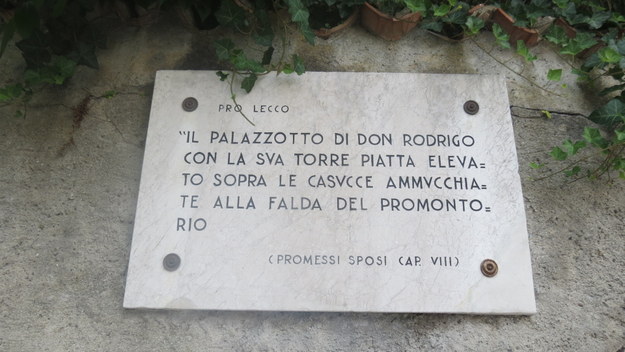 PRO LECCO
"IL PALAZZOTTO DI DON RODRIGO
CON LA SVA TORRE PIATTA ELEVA=
TO SOPRA LE CASVCCE AMMVCCHIA=
TE ALLA FALDA DEL PROMONTO=
RIO
(PROMESSI SPOSI CAP. VIII)